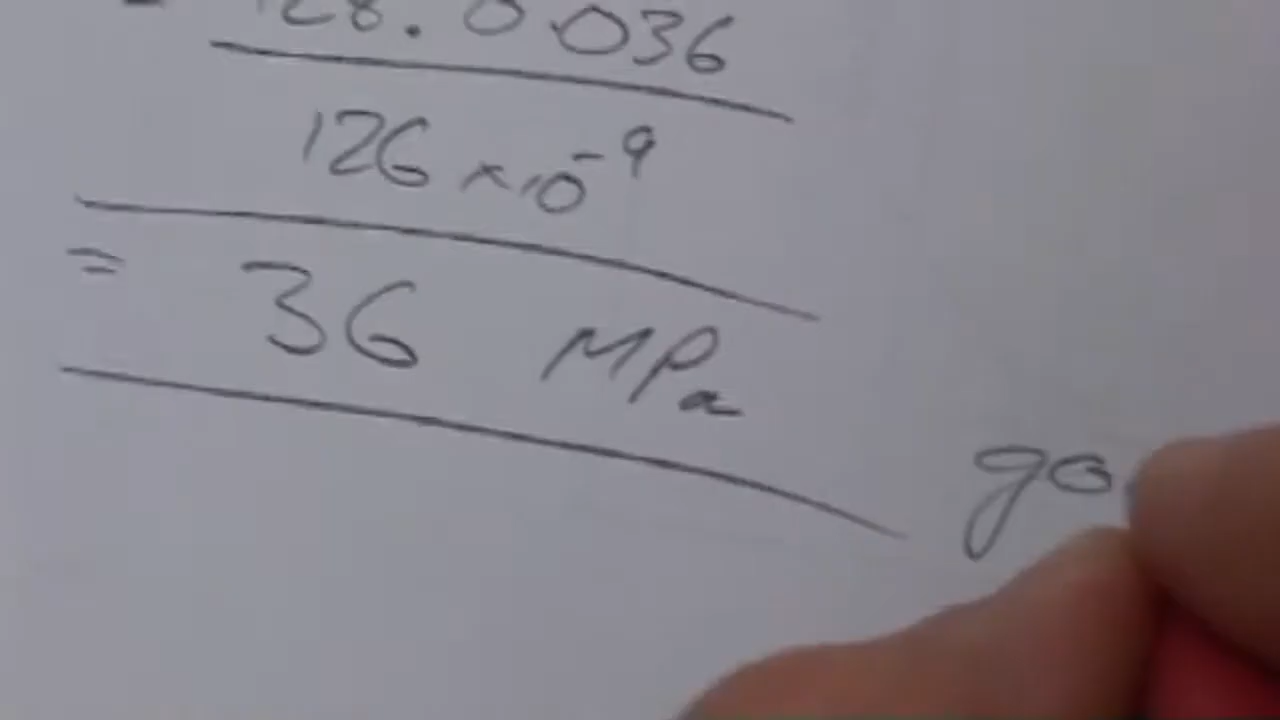 = 128. 0.036
126 × 10⁻⁹
= 36 MPa
go